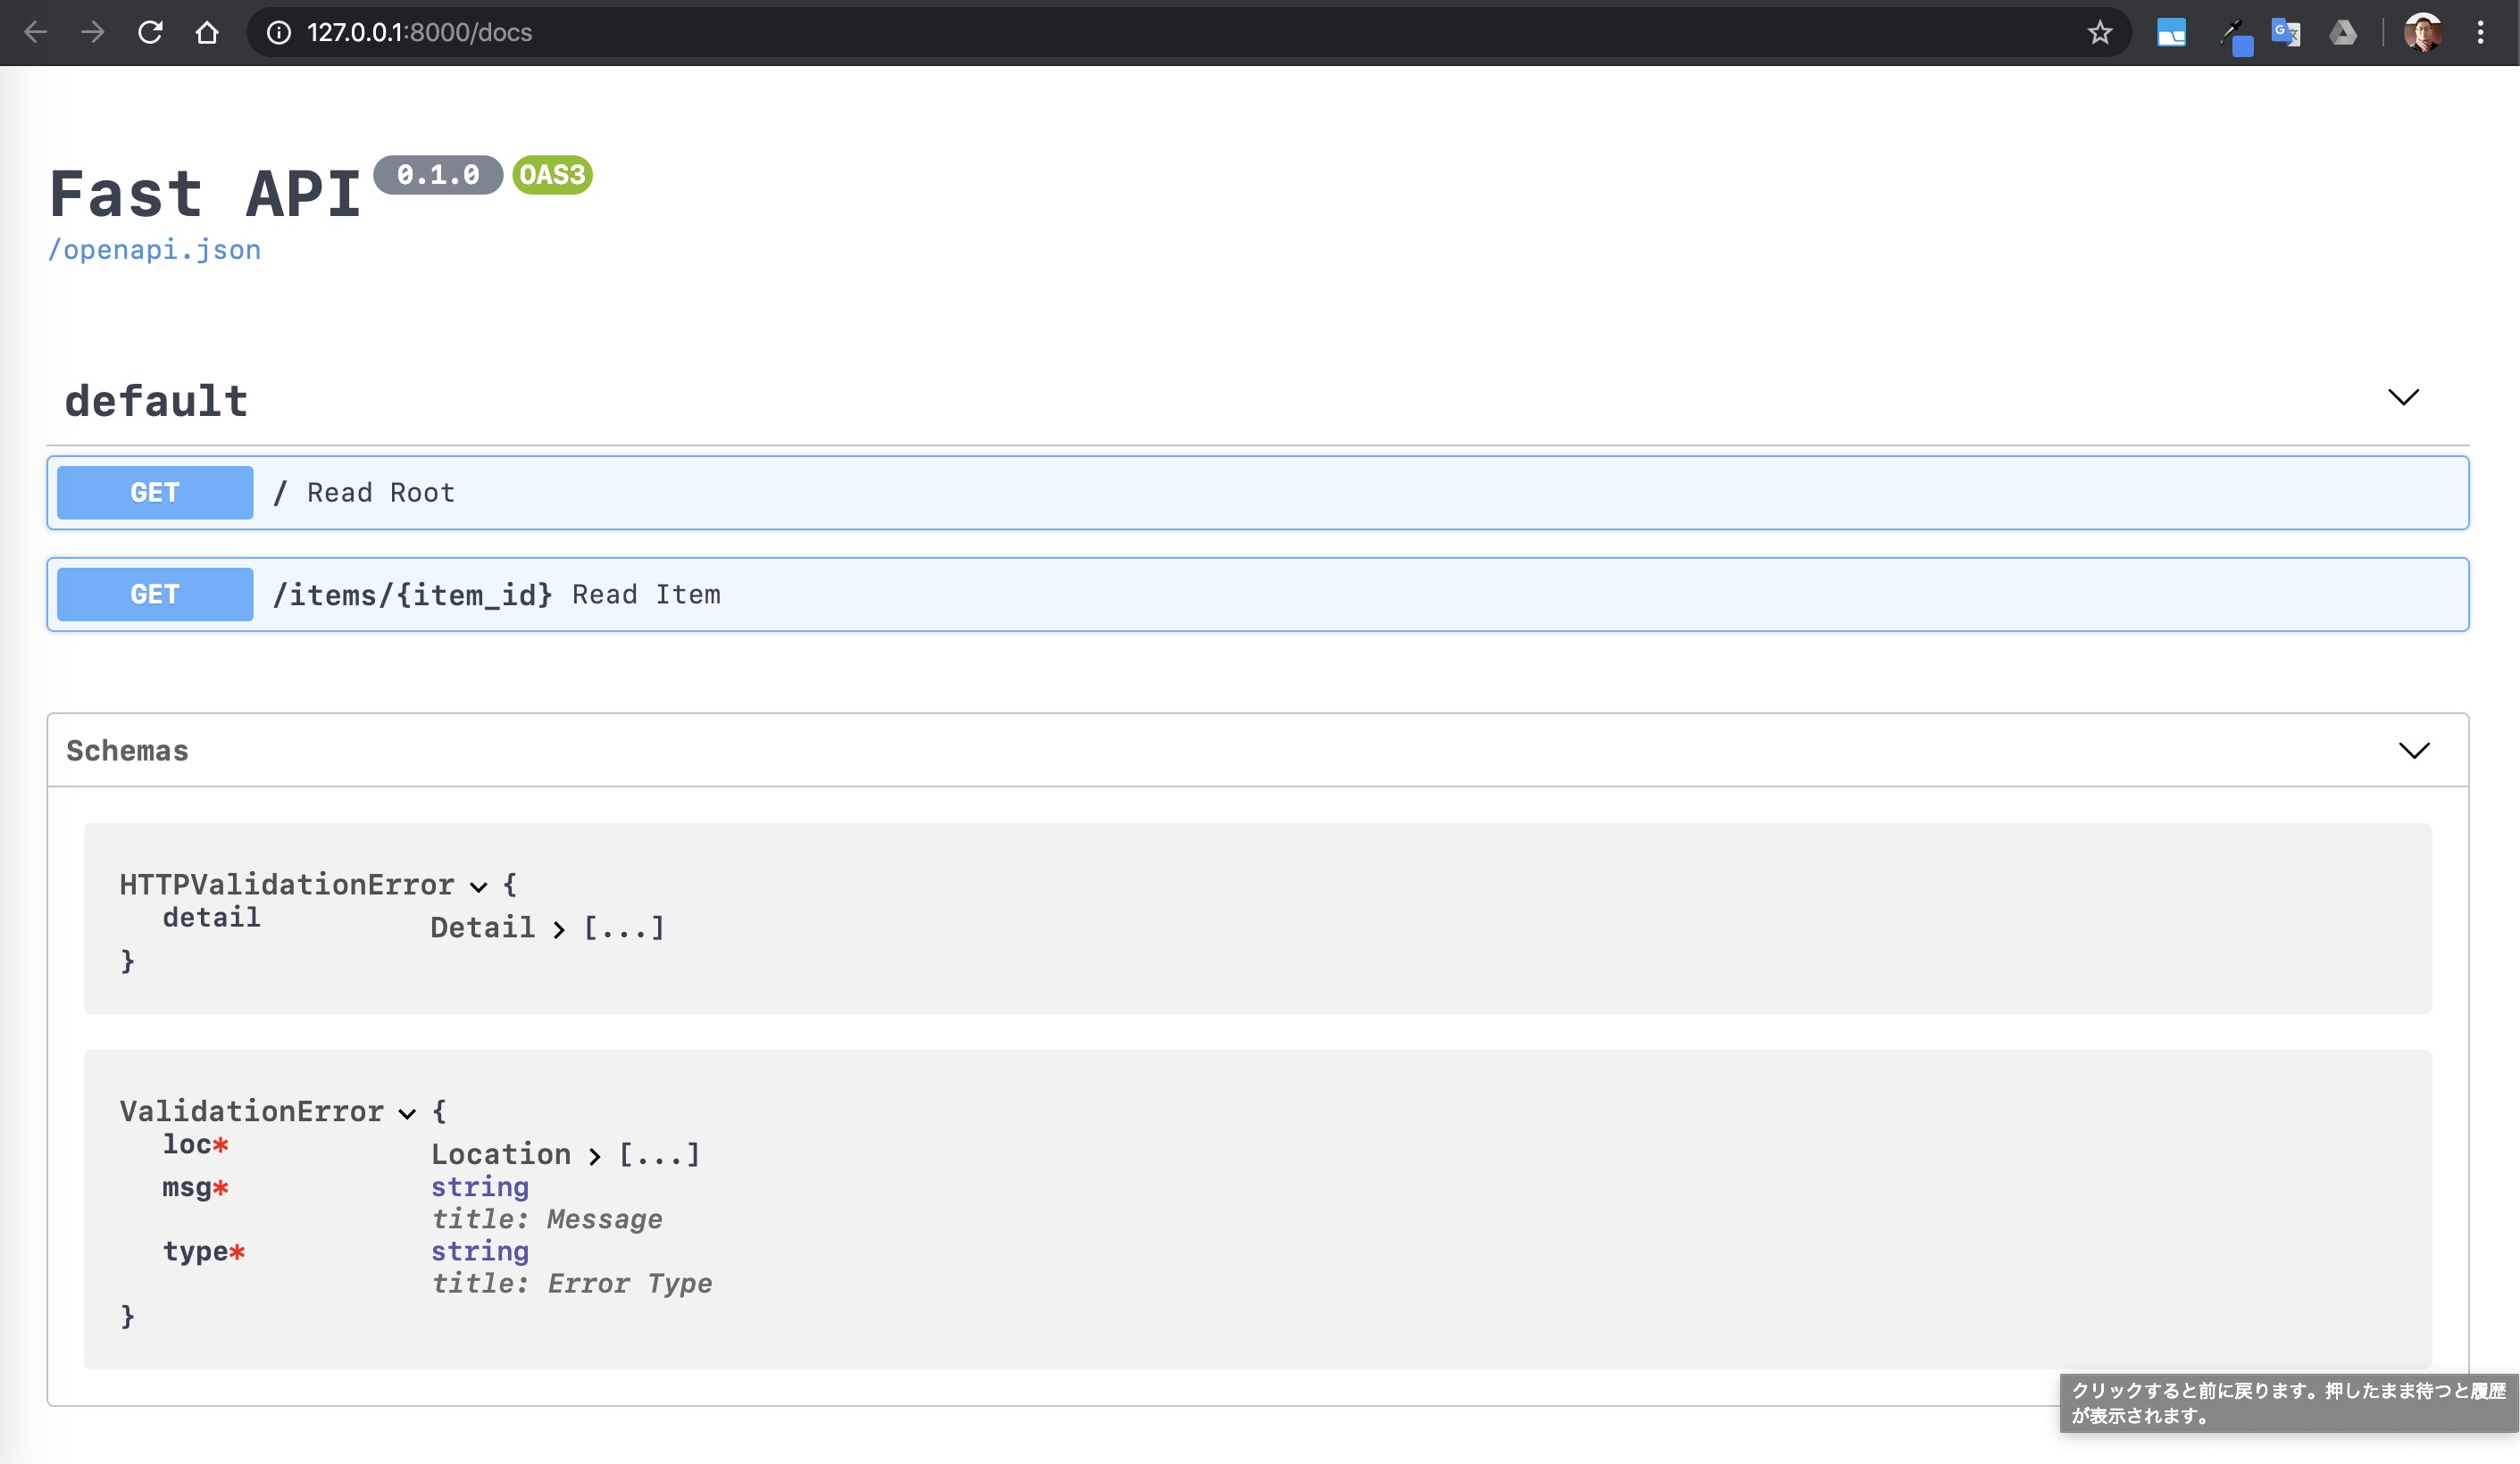 127.0.0.1:8000/docs
Fast API 0.1.0 OAS3
/openapi.json
default
GET / Read Root
GET /items/{item_id} Read Item
Schemas
HTTPValidationError {
detail Detail > [...]
}
ValidationError {
loc* Location > [...]
msg* string
title: Message
type* string
title: Error Type
}
クリックすると前に戻ります。押したまま待つと履歴
が表示されます。